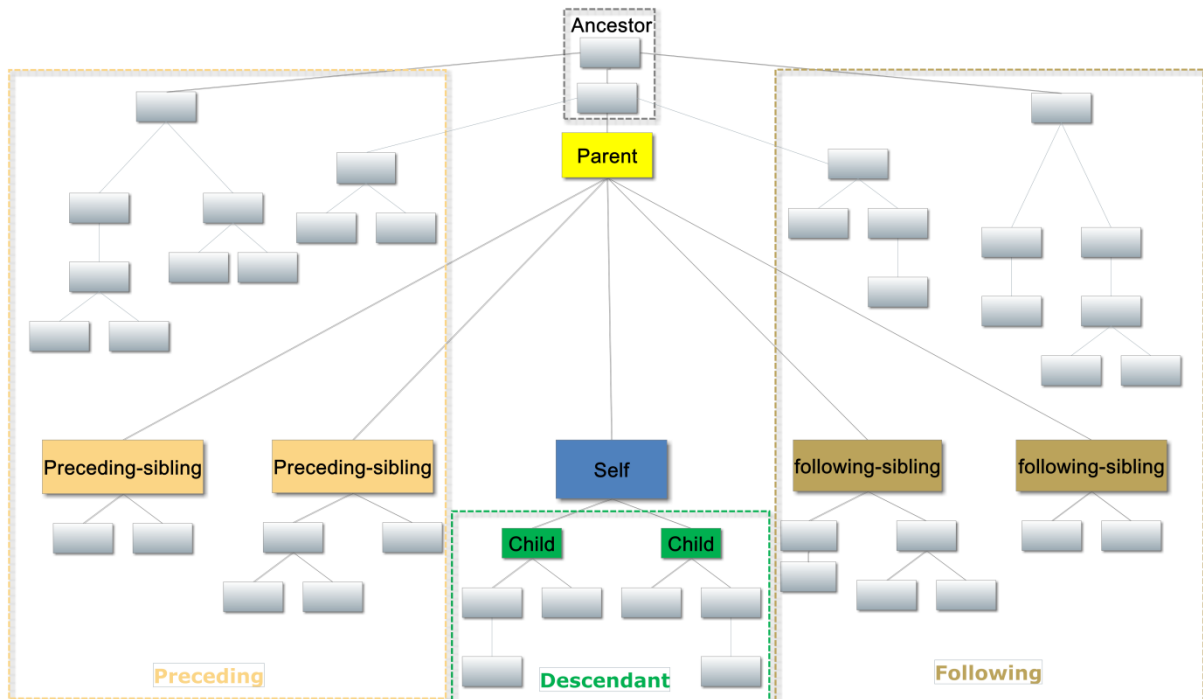 Ancestor
Parent
Preceding-sibling
Preceding-sibling
Self
following-sibling
following-sibling
Child
Child
Preceding
Descendant
Following